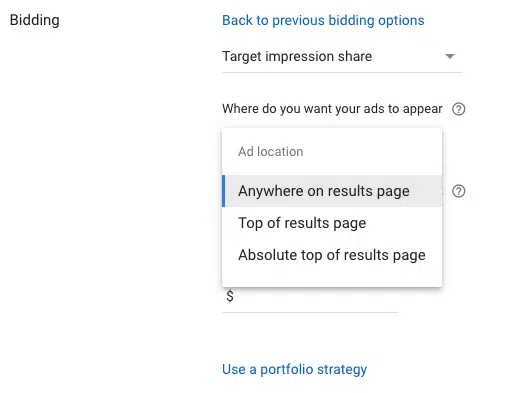 Bidding
Back to previous bidding options
Target impression share
Where do you want your ads to appear
Ad location
Anywhere on results page
Top of results page
Absolute top of results page
$
Use a portfolio strategy